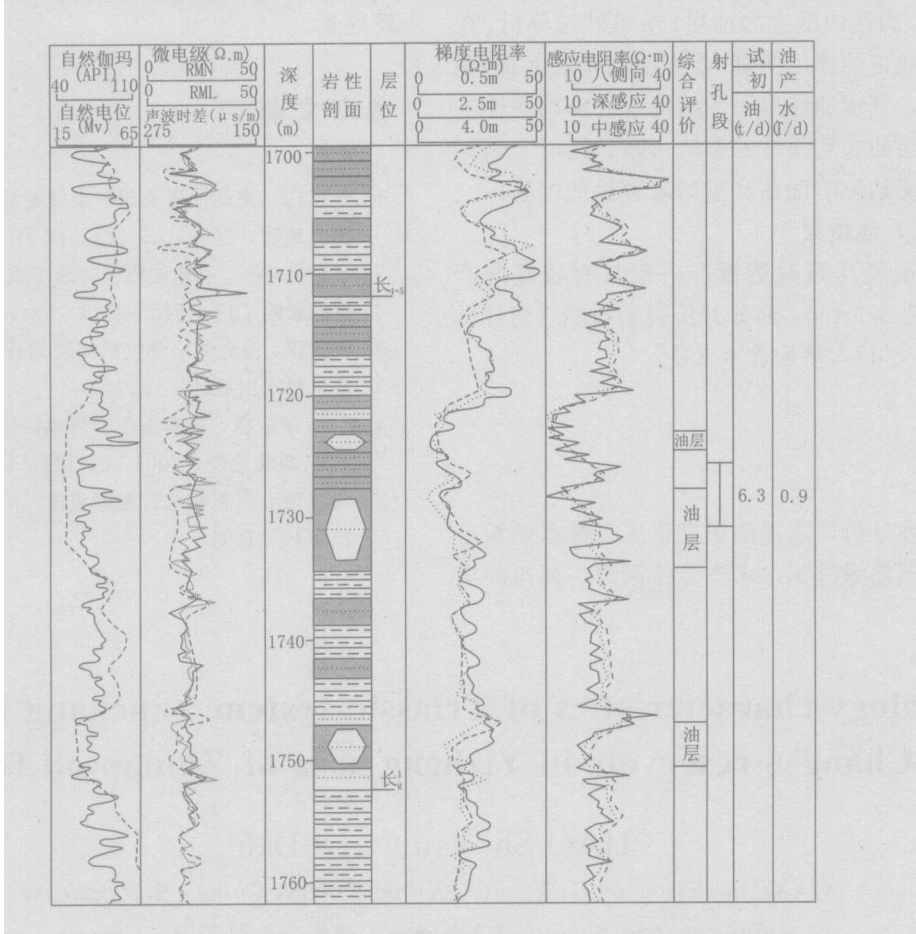 自然伽玛
(API)
40 110
自然电位
(Mv)
15 65
微电级(Ω.m)
0 RMN 50
0 RML 50
声波时差(μs/m)
275 150
深
度
(m)
岩性
剖面
层
位
梯度电阻率
(Ω·m)
0 0.5m 50
0 2.5m 50
0 4.0m 50
感应电阻率(Ω·m)
10 八侧向 40
10 深感应 40
10 中感应 40
综
合
评
价
射
孔
段
试 油
初 产
油 水
(t/d) (T/d)
1700
1710
长4+5
1720
油层
1730
油
层
6.3 0.9
1740
油
层
1750
长
1760